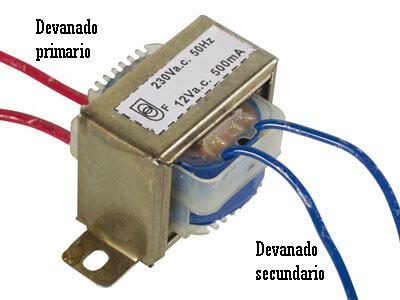 Devanado
primario
230Va.c. 50Hz
F 12Va.c. 500mA
Devanado
secundario